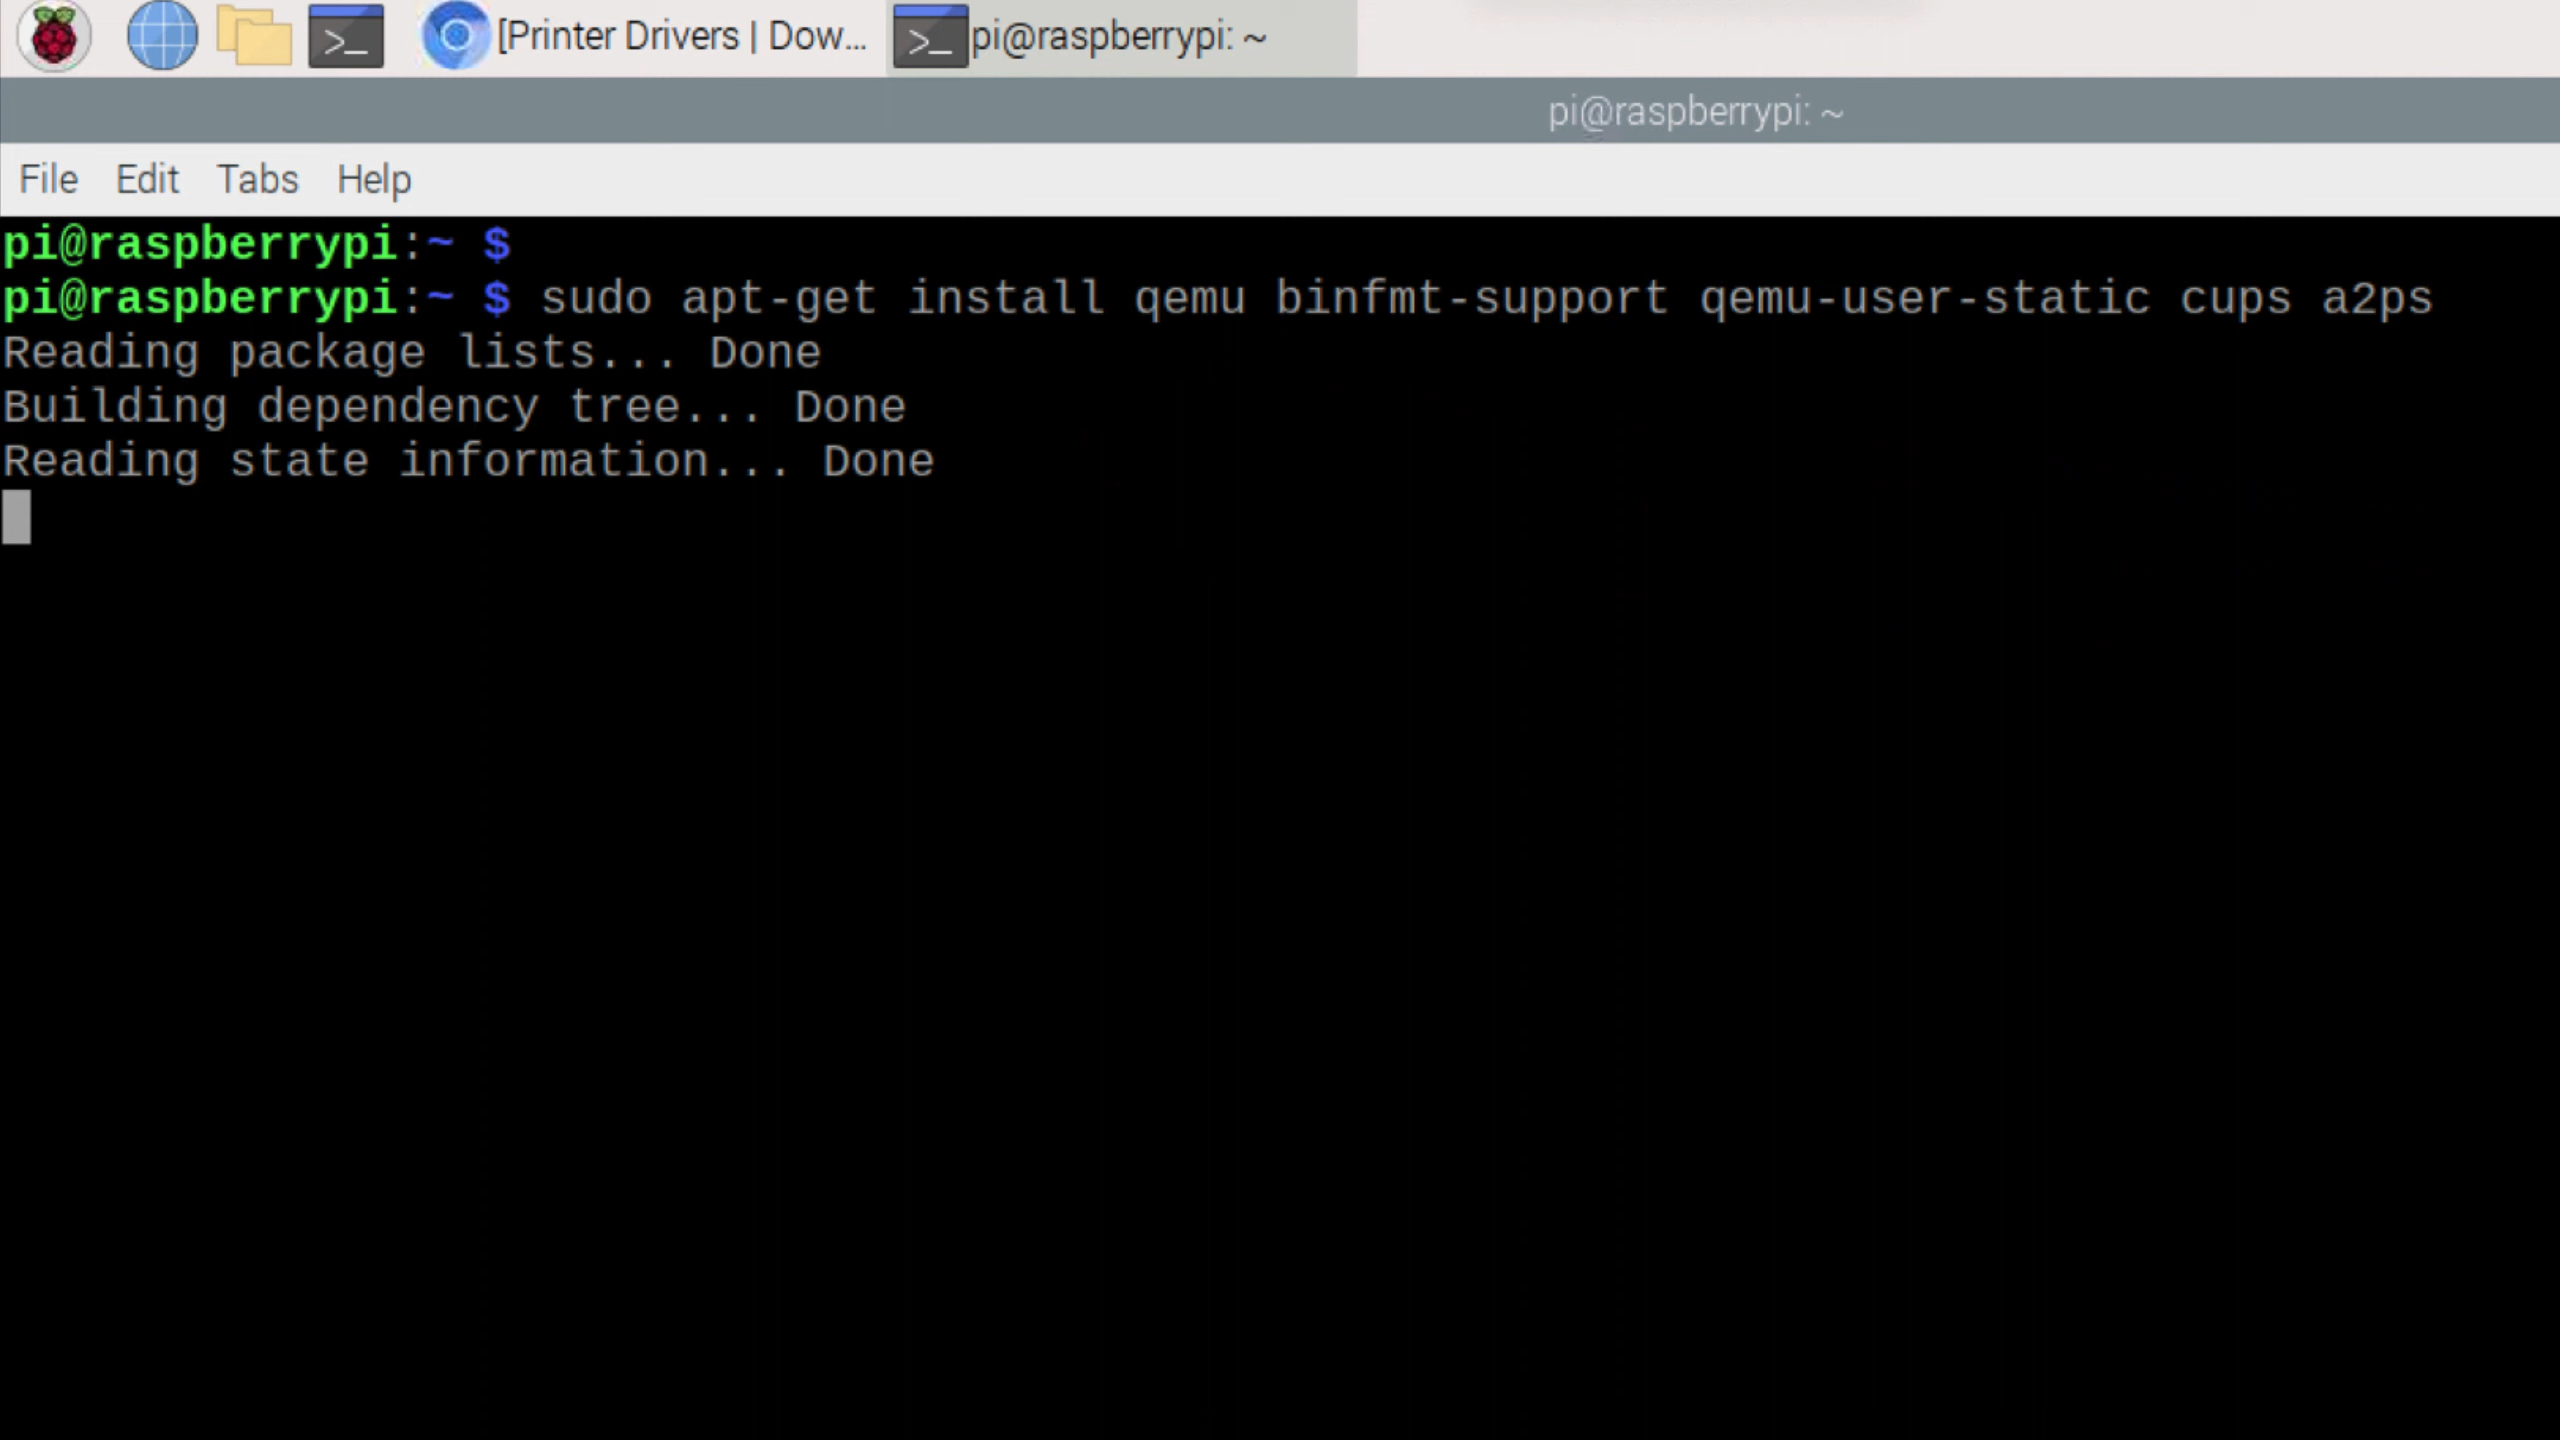 [Printer Drivers | Dow... pi@raspberrypi: ~
pi@raspberrypi: ~
File Edit Tabs Help
pi@raspberrypi:~ $
pi@raspberrypi:~ $ sudo apt-get install qemu binfmt-support qemu-user-static cups a2ps
Reading package lists... Done
Building dependency tree... Done
Reading state information... Done